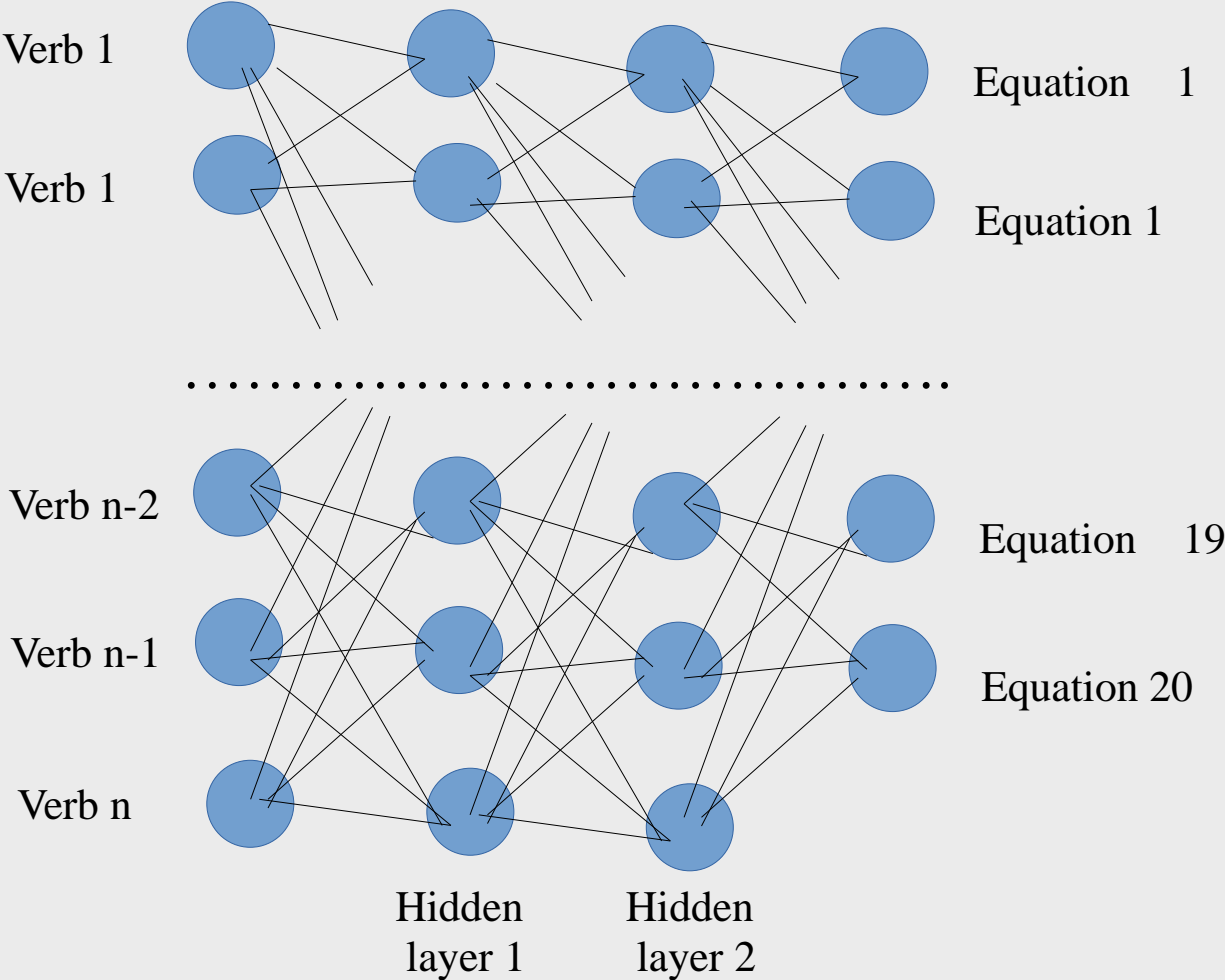 Verb 1
Equation 1
Verb 1
Equation 1
Verb n-2
Equation 19
Verb n-1
Equation 20
Verb n
Hidden
layer 1
Hidden
layer 2